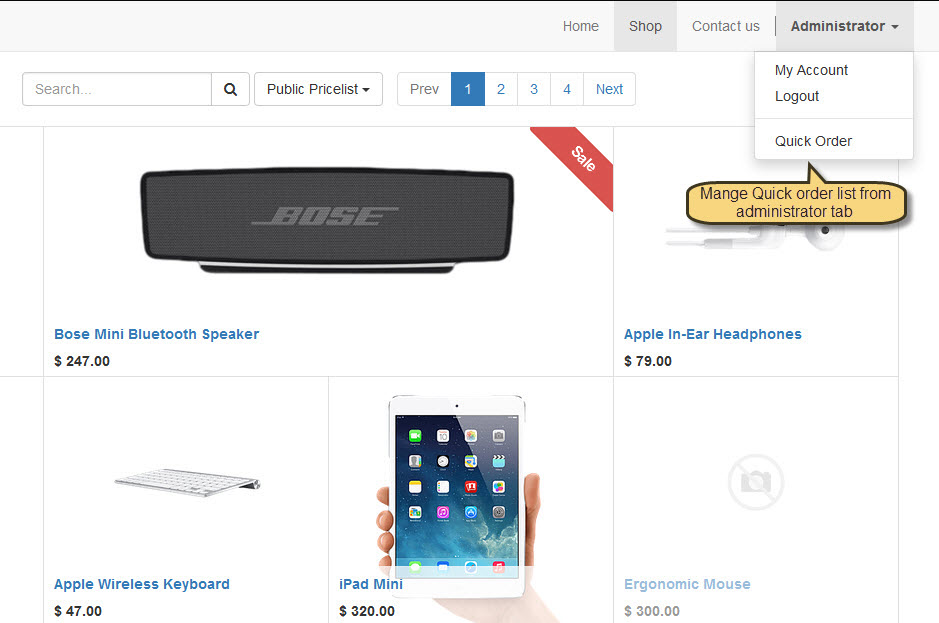 Home Shop Contact us Administrator
My Account
Logout
Quick Order
Mange Quick order list from
administrator tab
Search... Public Pricelist Prev 1 2 3 4 Next
Sale
BOSE
Bose Mini Bluetooth Speaker
$ 247.00
Apple In-Ear Headphones
$ 79.00
Apple Wireless Keyboard
$ 47.00
iPad Mini
$ 320.00
Ergonomic Mouse
$ 300.00